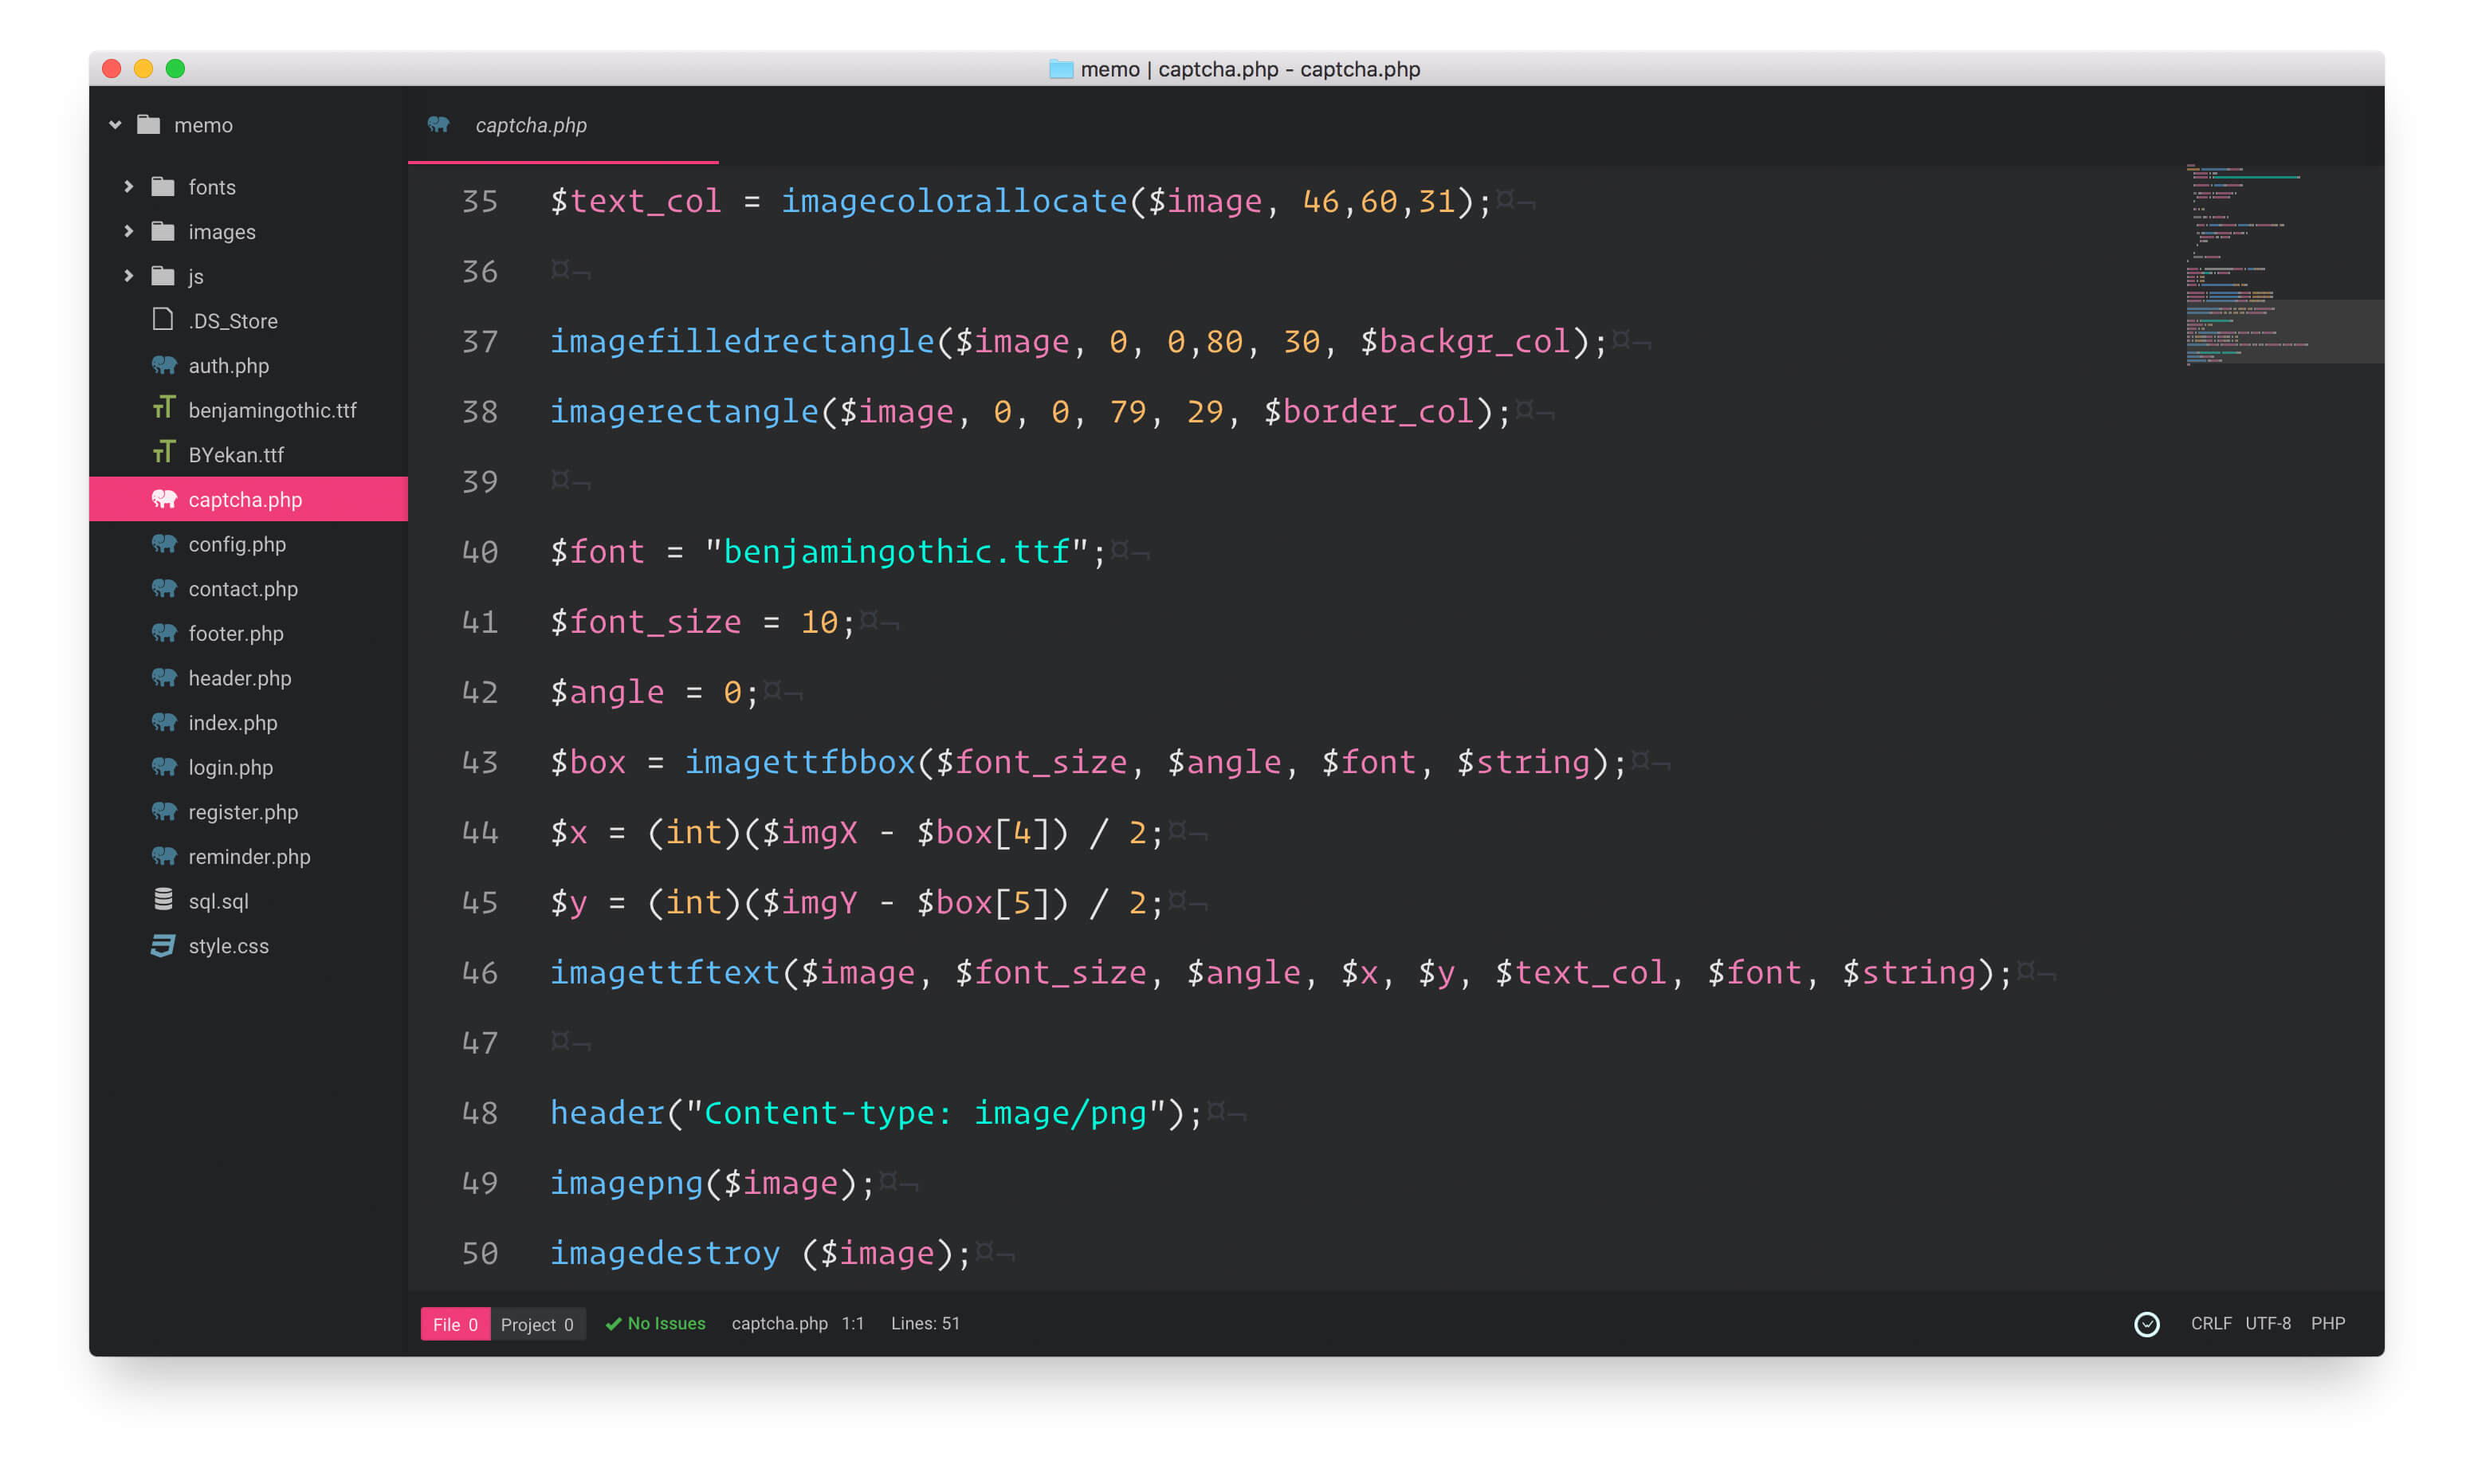 memo | captcha.php - captcha.php
memo
fonts
images
js
.DS_Store
auth.php
benjamingothic.ttf
BYekan.ttf
captcha.php
config.php
contact.php
footer.php
header.php
index.php
login.php
register.php
reminder.php
sql.sql
style.css
captcha.php
35 $text_col = imagecolorallocate($image, 46,60,31);¤¬
36 ¤¬
37 imagefilledrectangle($image, 0, 0,80, 30, $backgr_col);¤¬
38 imagerectangle($image, 0, 0, 79, 29, $border_col);¤¬
39 ¤¬
40 $font = "benjamingothic.ttf";¤¬
41 $font_size = 10;¤¬
42 $angle = 0;¤¬
43 $box = imagettfbbox($font_size, $angle, $font, $string);¤¬
44 $x = (int)($imgX - $box[4]) / 2;¤¬
45 $y = (int)($imgY - $box[5]) / 2;¤¬
46 imagettftext($image, $font_size, $angle, $x, $y, $text_col, $font, $string);¤¬
47 ¤¬
48 header("Content-type: image/png");¤¬
49 imagepng($image);¤¬
50 imagedestroy ($image);¤¬
File 0 Project 0 No Issues captcha.php 1:1 Lines: 51 CRLF UTF-8 PHP